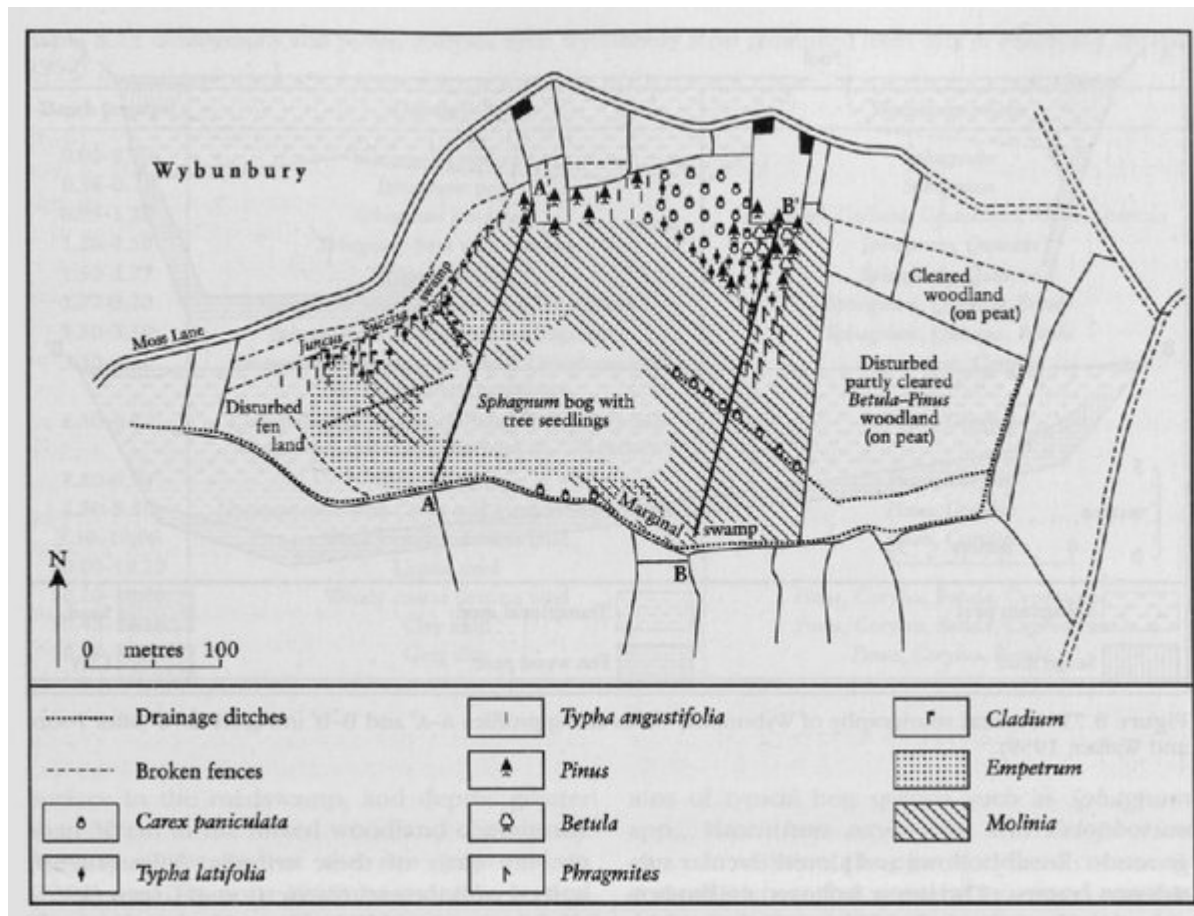 Wybunbury
A'
B'
Moss Lane
Juncus
swamp
Cleared
woodland
(on peat)
Disturbed
fen
land
Sphagnum bog with
tree seedlings
Disturbed
partly cleared
Betula–Pinus
woodland
(on peat)
A
Marginal
swamp
B
N
0 metres 100
Drainage ditches
Broken fences
Carex paniculata
Typha latifolia
Typha angustifolia
Pinus
Betula
Phragmites
Cladium
Empetrum
Molinia